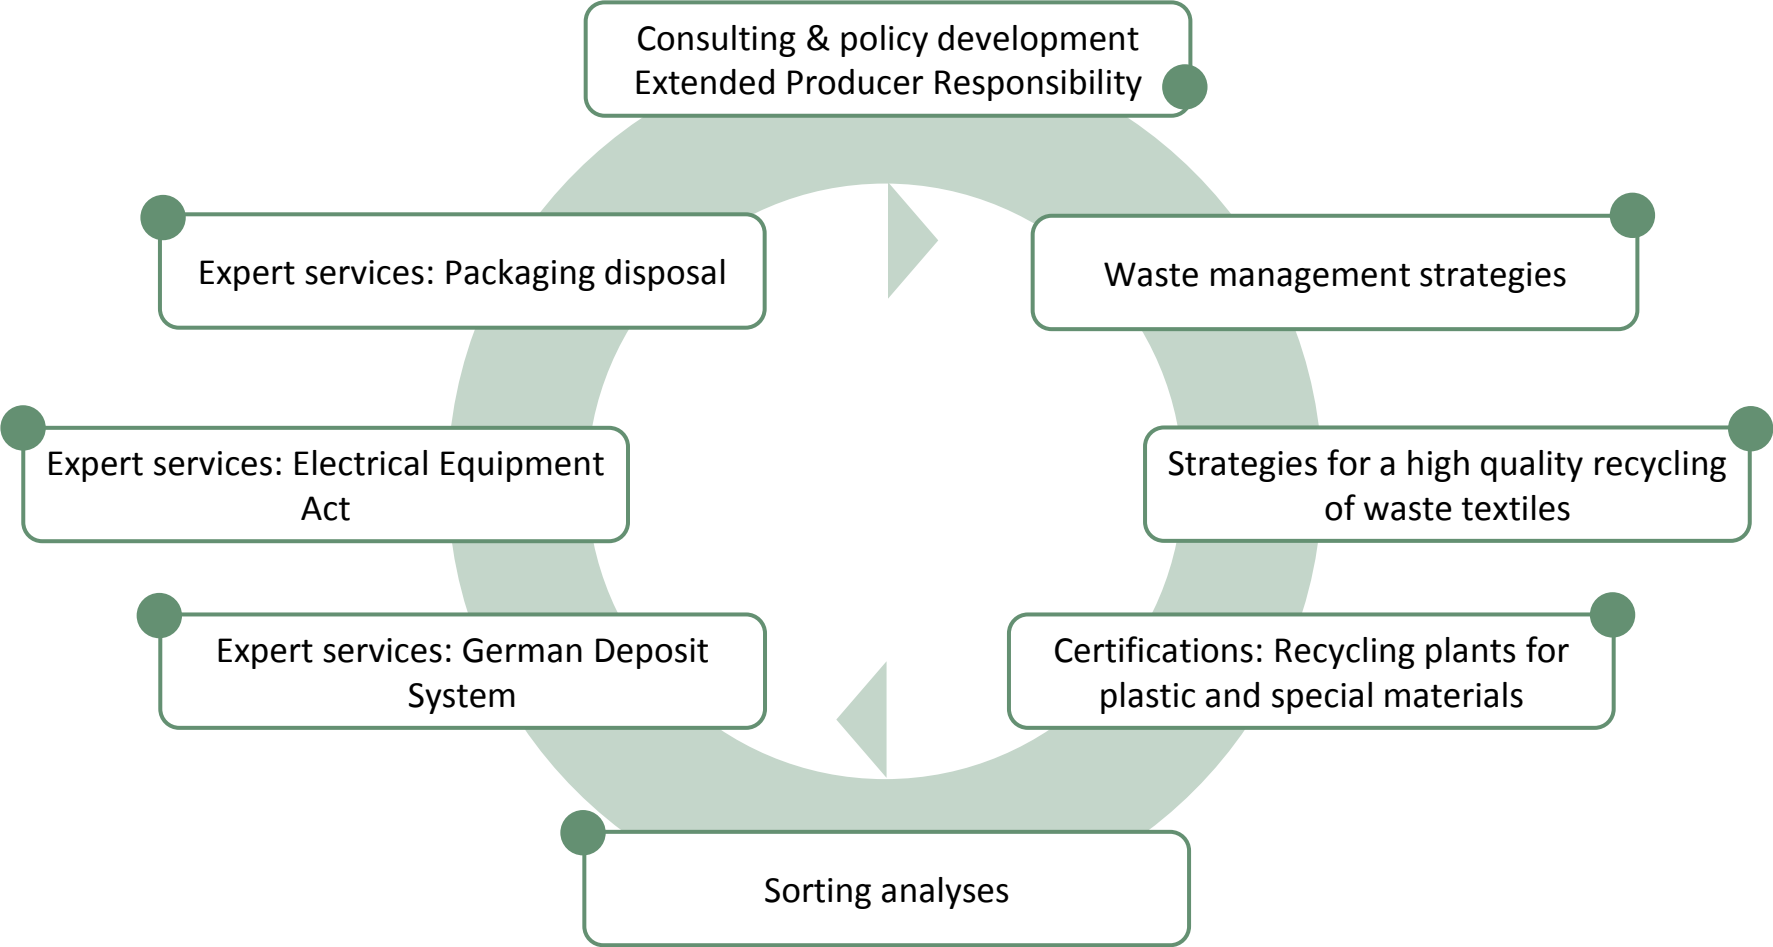 Consulting & policy development
Extended Producer Responsibility
Expert services: Packaging disposal
Waste management strategies
Expert services: Electrical Equipment
Act
Strategies for a high quality recycling
of waste textiles
Expert services: German Deposit
System
Certifications: Recycling plants for
plastic and special materials
Sorting analyses